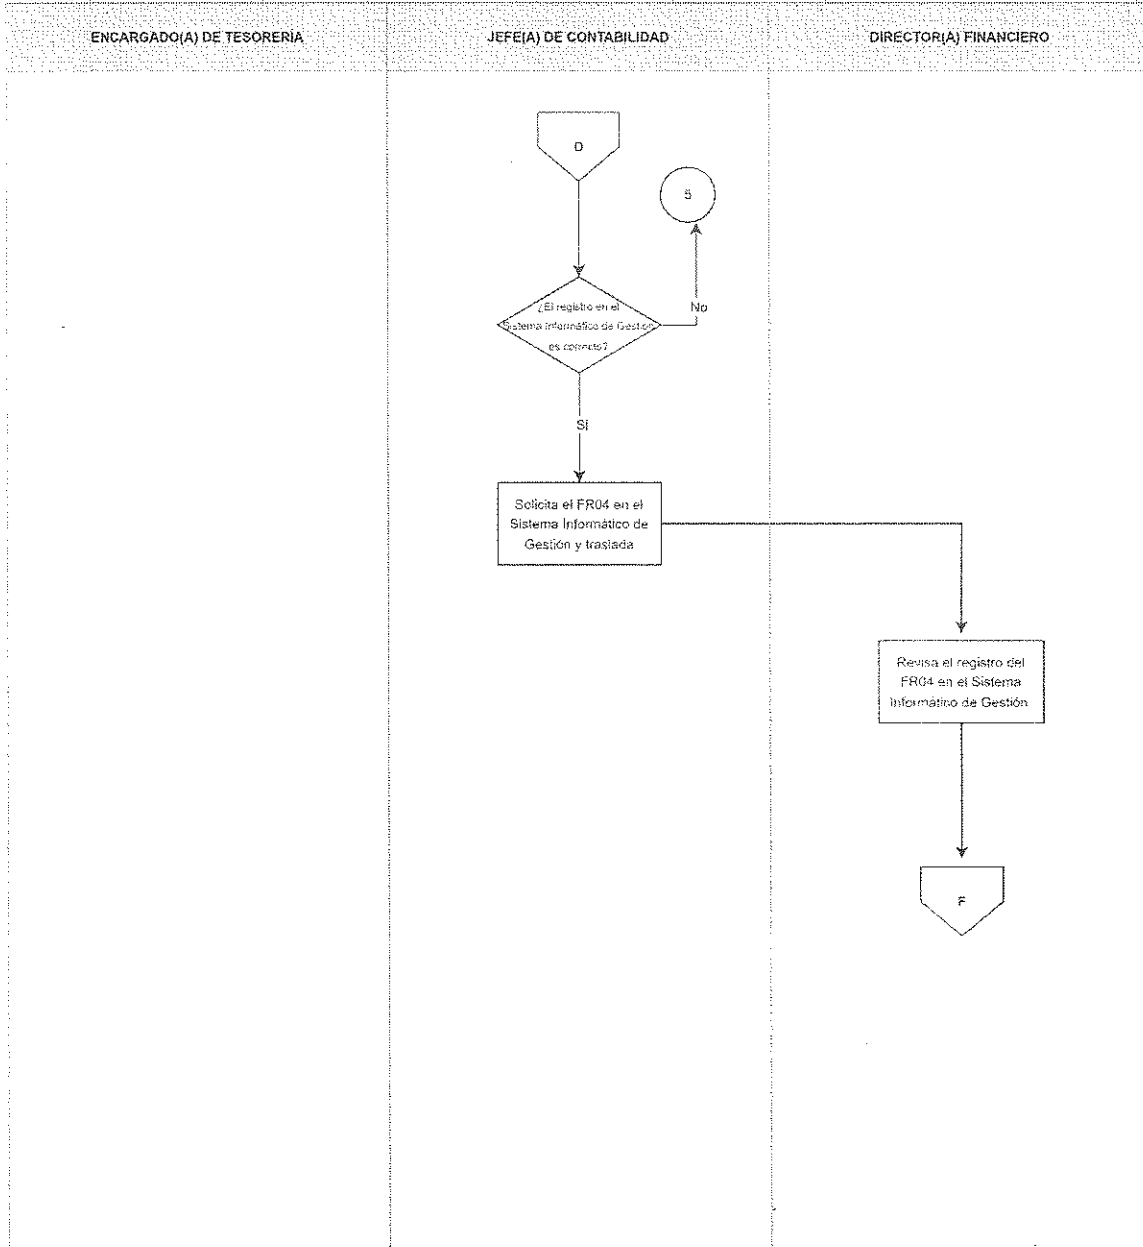 ENCARGADO(A) DE TESORERÍA
JEFE(A) DE CONTABILIDAD
DIRECTOR(A) FINANCIERO
D
5
¿El registro en el
Sistema Informático de Gestión
es correcto?
No
Si
Solicita el FR04 en el
Sistema Informático de
Gestión y traslada
Revisa el registro del
FR04 en el Sistema
Informático de Gestión
F